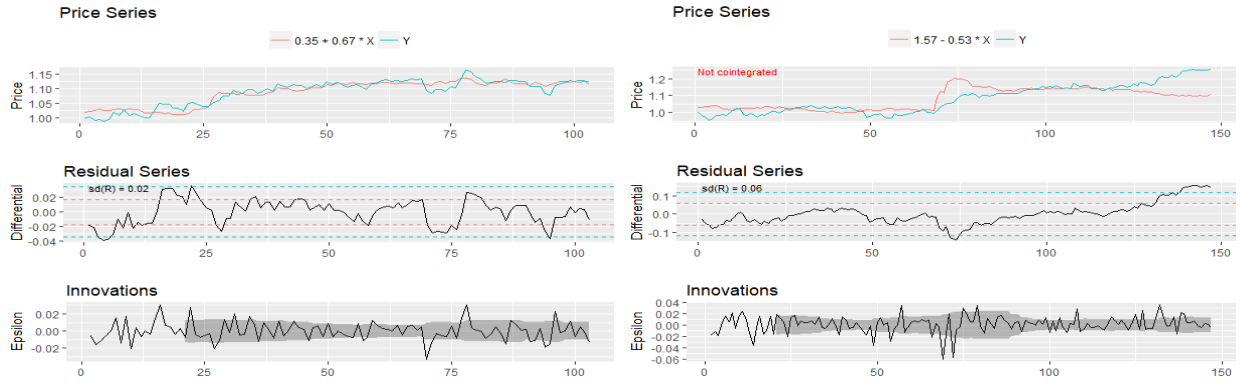 Price Series
0.35 + 0.67 * X Y
Price
1.15
1.10
1.05
1.00
0 25 50 75 100
Residual Series
sd(R) = 0.02
Differential
0.02
0.00
-0.02
-0.04
0 25 50 75 100
Innovations
Epsilon
0.02
0.00
-0.02
0 25 50 75 100
Price Series
1.57 - 0.53 * X Y
Not cointegrated
Price
1.2
1.1
1.0
0 50 100 150
Residual Series
sd(R) = 0.06
Differential
0.1
0.0
-0.1
0 50 100 150
Innovations
Epsilon
0.04
0.02
0.00
-0.02
-0.04
-0.06
0 50 100 150